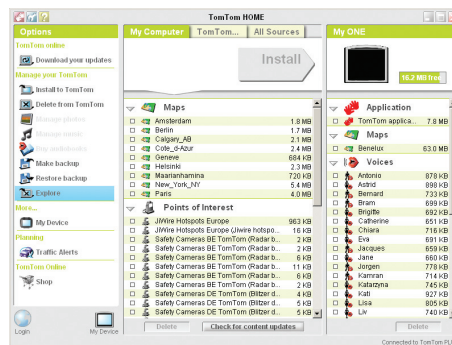 TomTom HOME
Options
TomTom online
Download your updates
Manage your TomTom
Install to TomTom
Delete from TomTom
Manage photos
Manage music
Buy audiobooks
Make backup
Restore backup
Explore
More...
My Device
Planning
Traffic Alerts
TomTom Online
Shop
Login
My Device
My Computer
TomTom...
All Sources
Install
Maps
Amsterdam 1.8 MB
Berlin 1.7 MB
Calgary_AB 2.1 MB
Cote_d-Azur 2.4 MB
Geneve 684 KB
Helsinki 2.3 MB
Maarianhamina 720 KB
New_York_NY 5.4 MB
Paris 4.0 MB
Points of Interest
JiWire Hotspots Europe 963 KB
JiWire Hotspots Europe (Jiwire hotspo... 16 KB
Safety Cameras BE TomTom (Radar b... 2 KB
Safety Cameras BE TomTom (Radar b... 2 KB
Safety Cameras BE TomTom (Radar b... 6 KB
Safety Cameras BE TomTom (Radar b... 11 KB
Safety Cameras BE TomTom (Radar b... 6 KB
Safety Cameras BE TomTom (Radar b... 2 KB
Safety Cameras DE TomTom (Blitzer d... 4 KB
Safety Cameras DE TomTom (Blitzer d... 5 KB
Safety Cameras DE TomTom (Blitzer d... 5 KB
Delete
Check for content updates
My ONE
16.2 MB free
Application
TomTom applica... 7.8 MB
Maps
Benelux 63.0 MB
Voices
Antonio 878 KB
Astrid 898 KB
Bernard 733 KB
Bram 699 KB
Brigitte 692 KB
Catherine 651 KB
Chiara 716 KB
Eva 691 KB
Jacques 659 KB
Jane 660 KB
Jorgen 778 KB
Kamran 714 KB
Katarzyna 745 KB
Kati 927 KB
Lisa 805 KB
Liv 740 KB
Delete
Connected to TomTom PLU